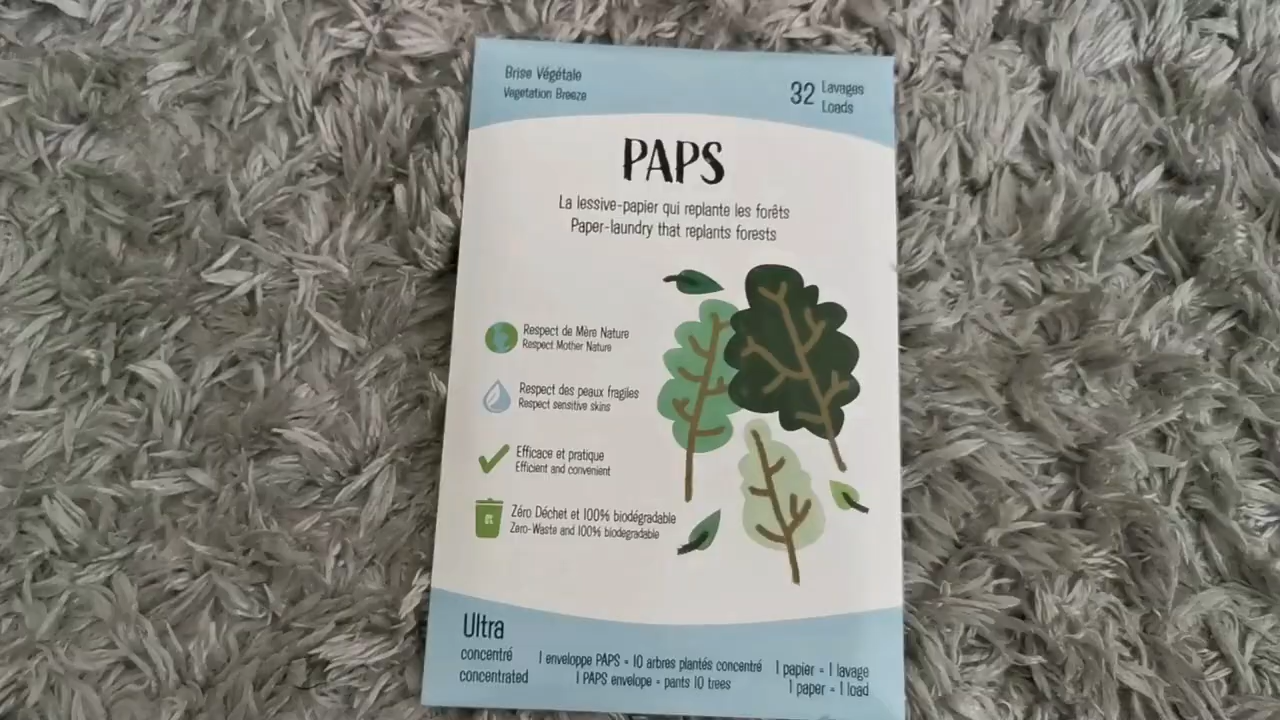 Brise Végétale
Vegetation Breeze
32 Lavages
Loads
PAPS
La lessive-papier qui replante les forêts
Paper-laundry that replants forests
Respect de Mère Nature
Respect Mother Nature
Respect des peaux fragiles
Respect sensitive skins
Efficace et pratique
Efficient and convenient
Zéro Déchet et 100% biodégradable
Zero-Waste and 100% biodegradable
Ultra
concentré
concentrated
1 enveloppe PAPS = 10 arbres plantés concentré
1 PAPS envelope = pants 10 trees
1 papier = 1 lavage
1 paper = 1 load